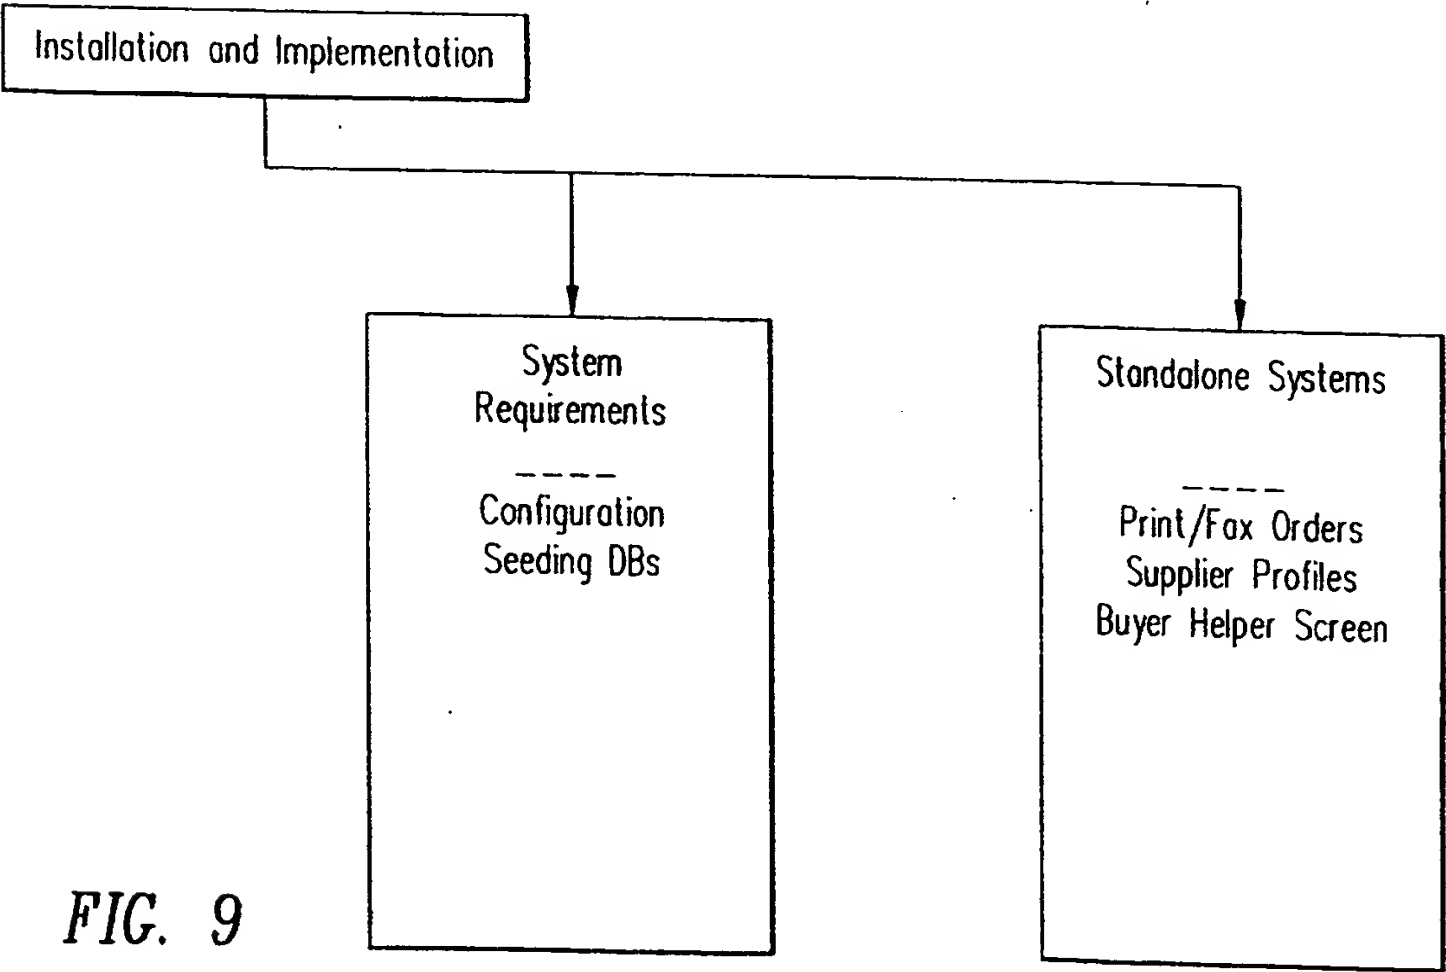 Installation and Implementation
System
Requirements
----
Configuration
Seeding DBs
Standalone Systems
----
Print/Fax Orders
Supplier Profiles
Buyer Helper Screen
FIG. 9